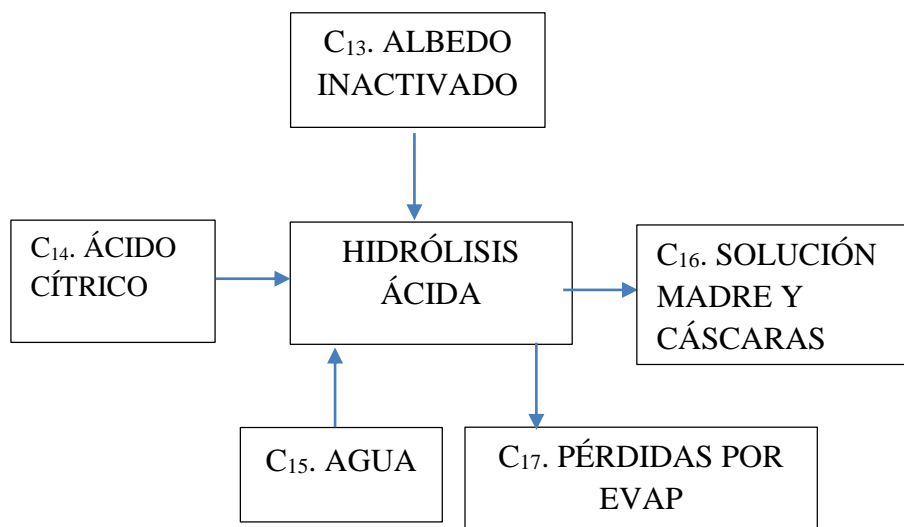 C₁₃. ALBEDO
INACTIVADO
C₁₄. ÁCIDO
CÍTRICO
HIDRÓLISIS
ÁCIDA
C₁₆. SOLUCIÓN
MADRE Y
CÁSCARAS
C₁₅. AGUA
C₁₇. PÉRDIDAS POR
EVAP